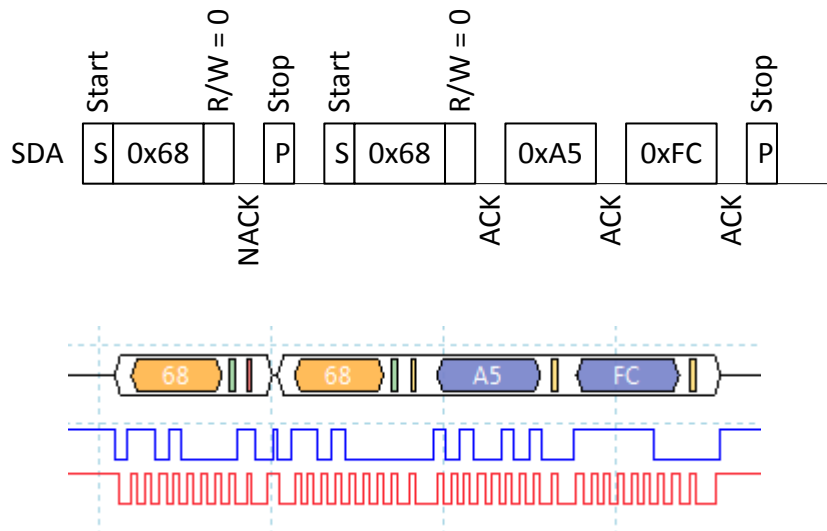 Start R/W = 0 Stop Start R/W = 0 Stop
SDA S 0x68 P S 0x68 0xA5 0xFC P
NACK ACK ACK ACK
68 68 A5 FC